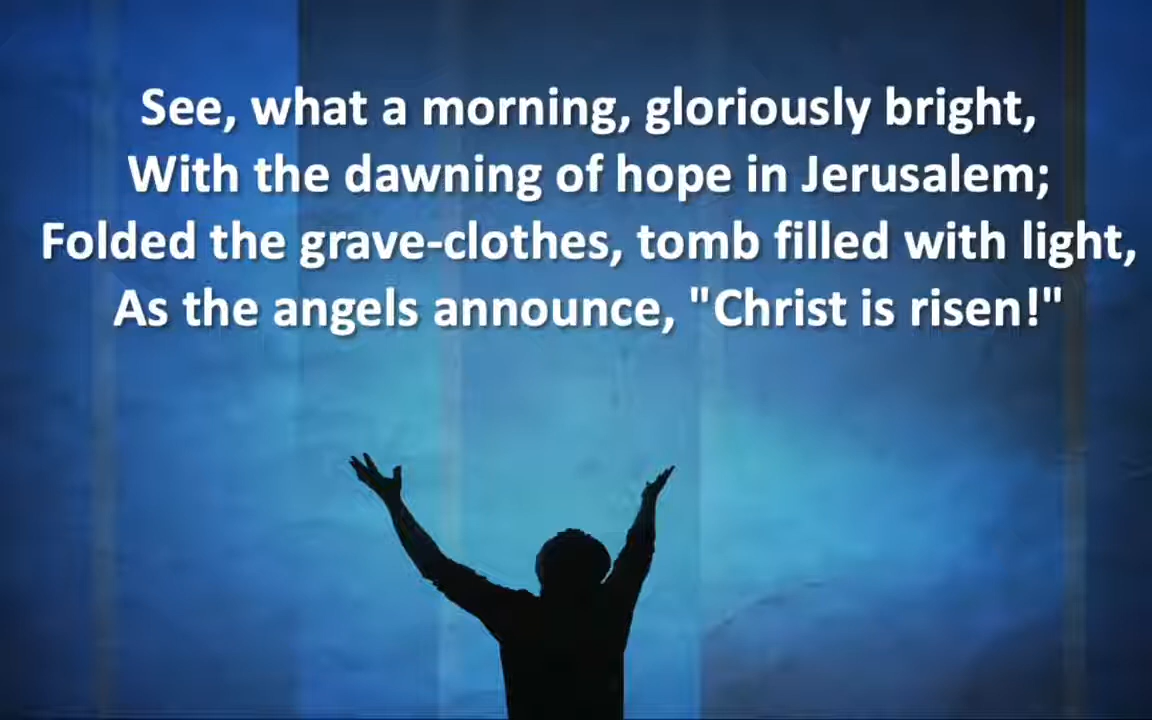 See, what a morning, gloriously bright,
With the dawning of hope in Jerusalem;
Folded the grave-clothes, tomb filled with light,
As the angels announce, "Christ is risen!"